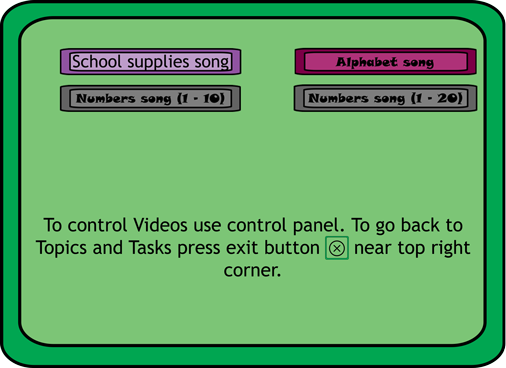 School supplies song
Alphabet song
Numbers song (1 - 10)
Numbers song (1 - 20)
To control Videos use control panel. To go back to
Topics and Tasks press exit button near top right
corner.